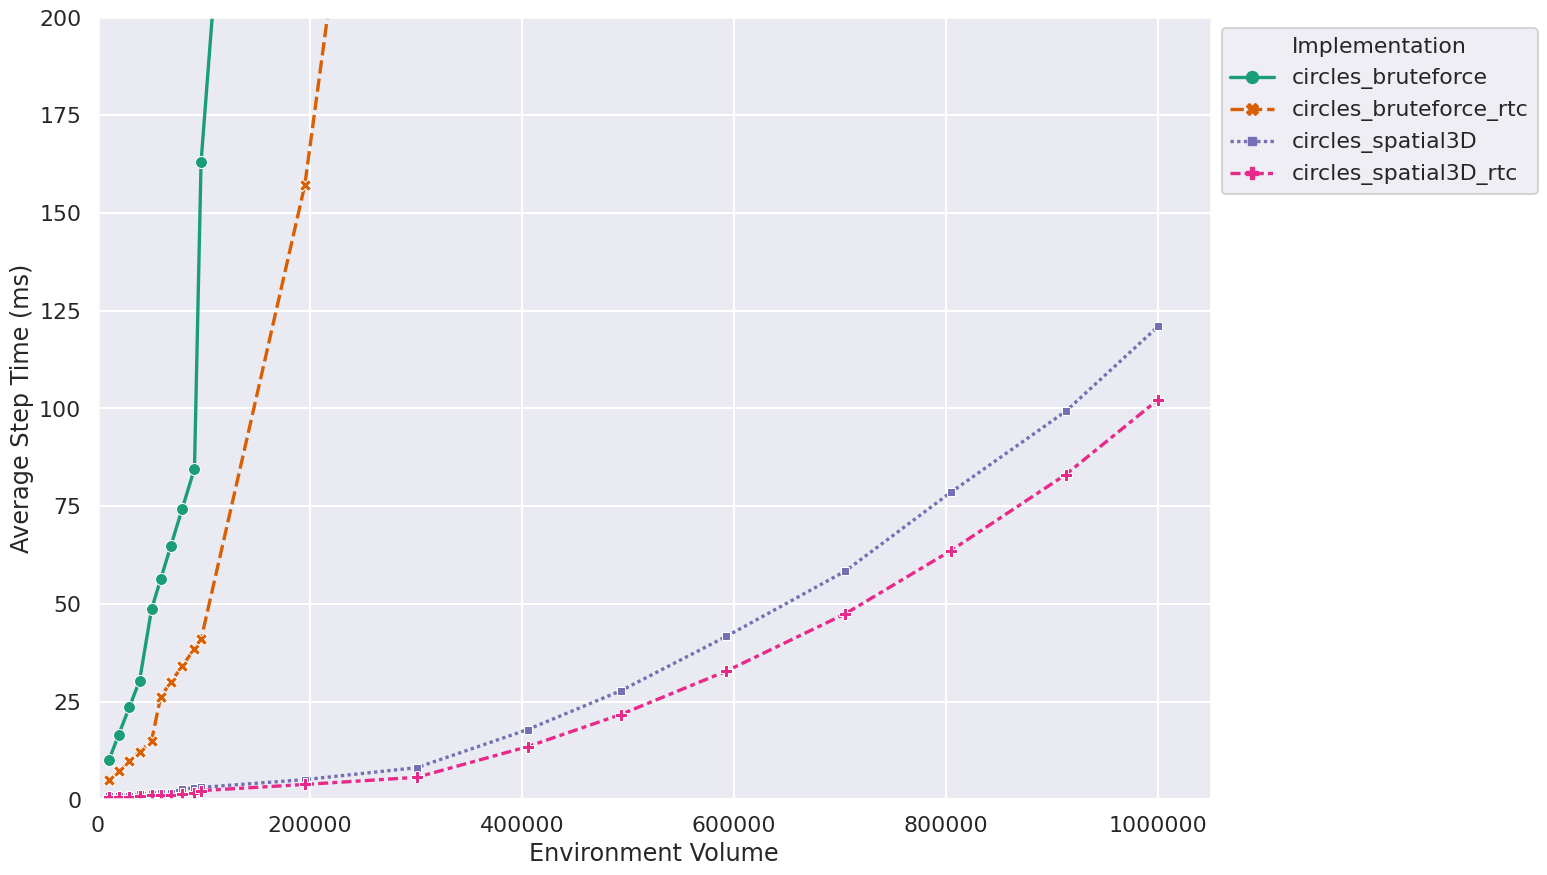 200
175
150
125
100
75
50
25
0
Average Step Time (ms)
0
200000
400000
600000
800000
1000000
Environment Volume
Implementation
circles_bruteforce
circles_bruteforce_rtc
circles_spatial3D
circles_spatial3D_rtc